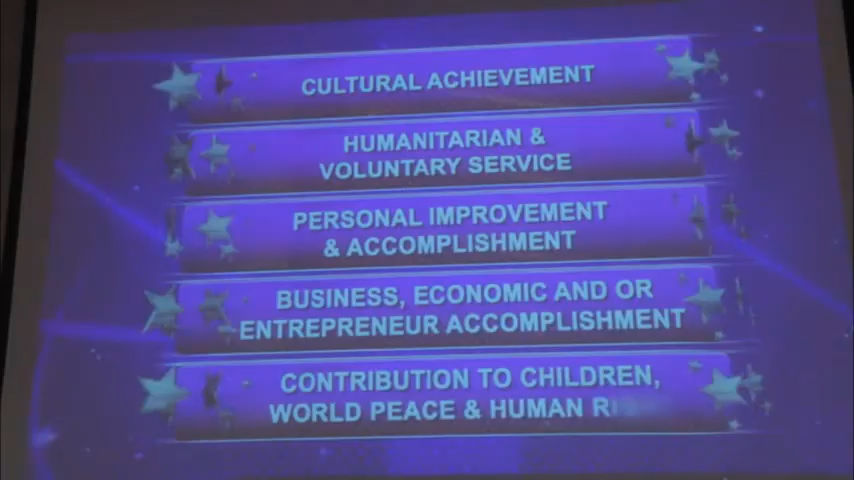 CULTURAL ACHIEVEMENT
HUMANITARIAN &
VOLUNTARY SERVICE
PERSONAL IMPROVEMENT
& ACCOMPLISHMENT
BUSINESS, ECONOMIC AND OR
ENTREPRENEUR ACCOMPLISHMENT
CONTRIBUTION TO CHILDREN,
WORLD PEACE & HUMAN